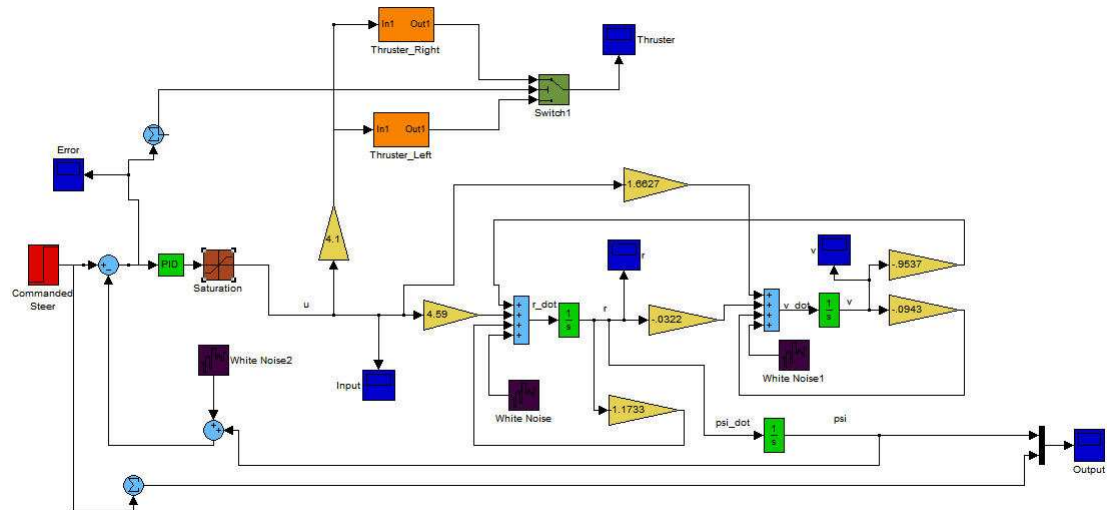 In1 Out1
Thruster_Right
Thruster
Switch1
In1 Out1
Thruster_Left
Error
-1.6627
4.1
v
-.9537
r
PID
Commanded
Steer
Saturation
u
4.59
r_dot
1
s
r
-.0322
v_dot
1
s
v
-.0943
White Noise2
Input
White Noise
White Noise1
-1.1733
psi_dot
1
s
psi
Output